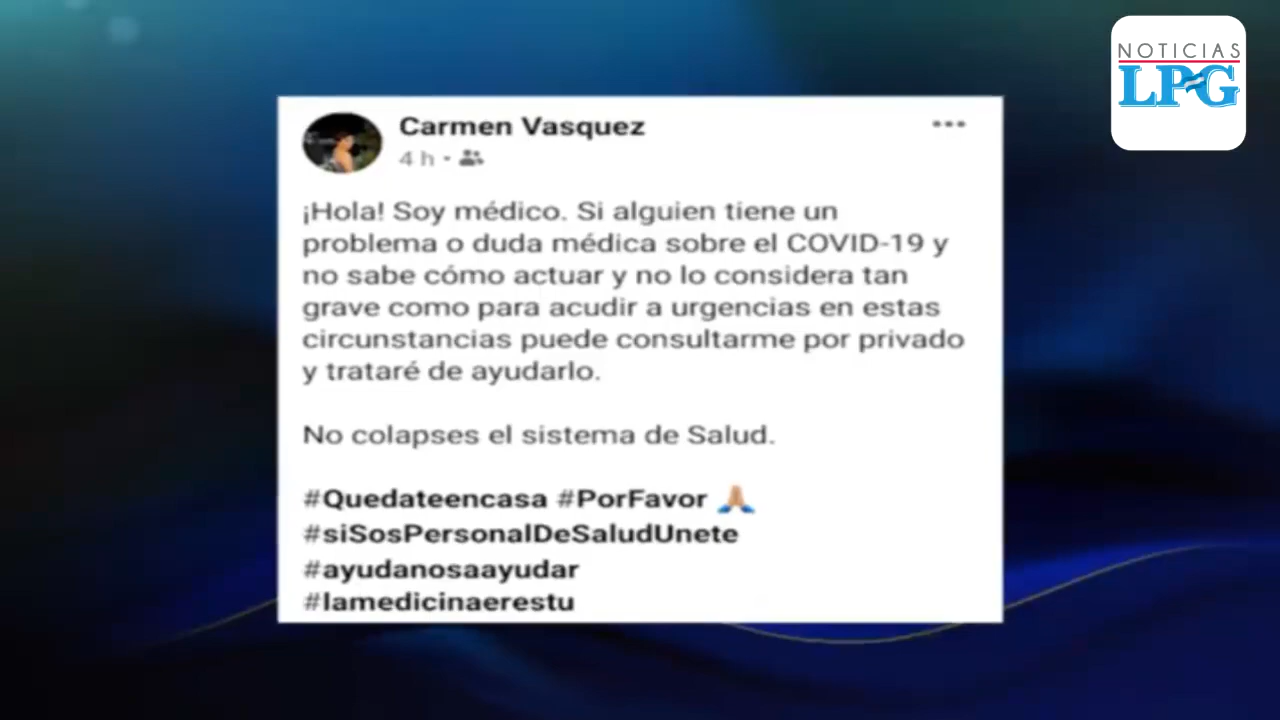 NOTICIAS
LPG
Carmen Vasquez
4 h
¡Hola! Soy médico. Si alguien tiene un
problema o duda médica sobre el COVID-19 y
no sabe cómo actuar y no lo considera tan
grave como para acudir a urgencias en estas
circunstancias puede consultarme por privado
y trataré de ayudarlo.
No colapses el sistema de Salud.
#Quedateencasa #PorFavor 🙏🏽
#siSosPersonalDeSaludUnete
#ayudanosaayudar
#lamedicinaerestu